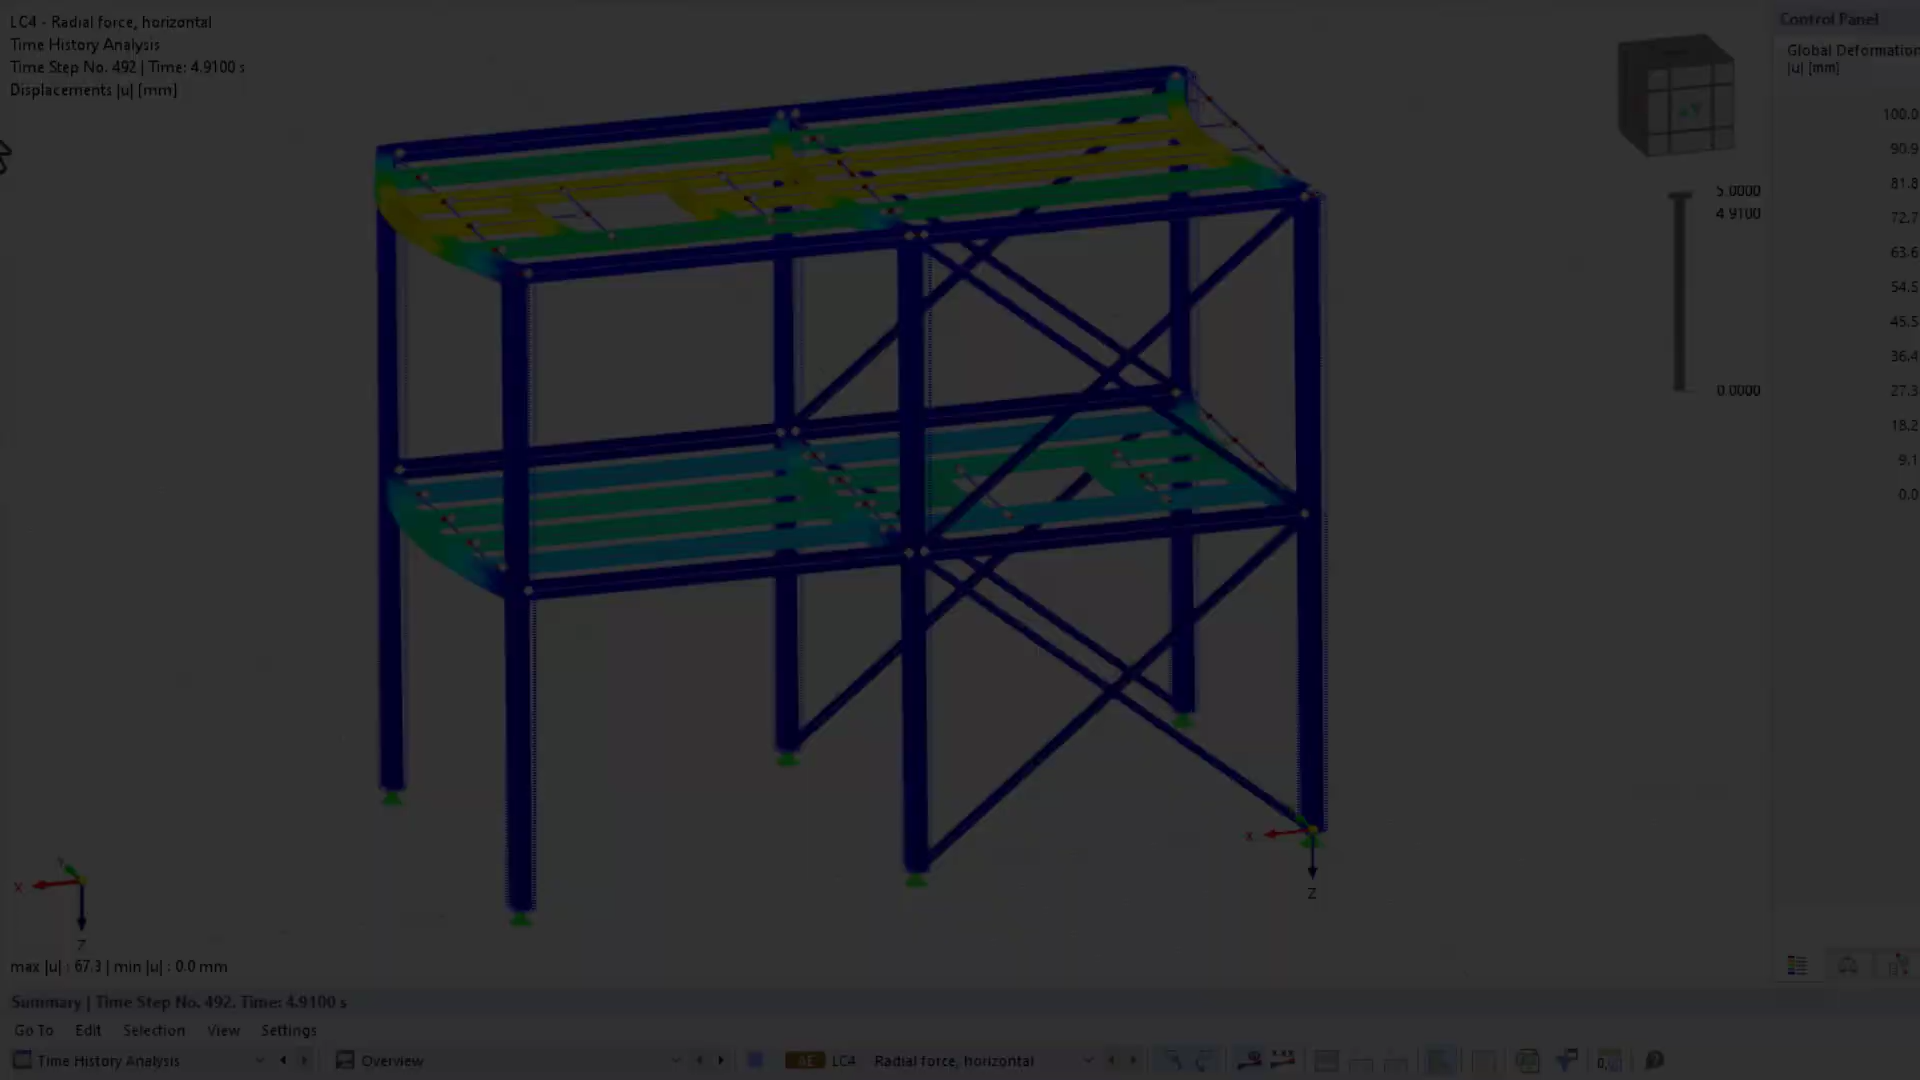 LC4 - Radial force, horizontal
Time History Analysis
Time Step No. 492 | Time: 4.9100 s
Displacements |u| [mm]
Control Panel
Global Deformation
|u| [mm]
100.0
90.9
81.8
72.7
63.6
54.5
45.5
36.4
27.3
18.2
9.1
0.0
5.0000
4.9100
0.0000
+Y
X
Z
Y
X
Z
max |u| : 67.3 | min |u| : 0.0 mm
Summary | Time Step No. 492. Time: 4.9100 s
Go To Edit Selection View Settings
Time History Analysis Overview AE LC4 Radial force, horizontal
x.xx